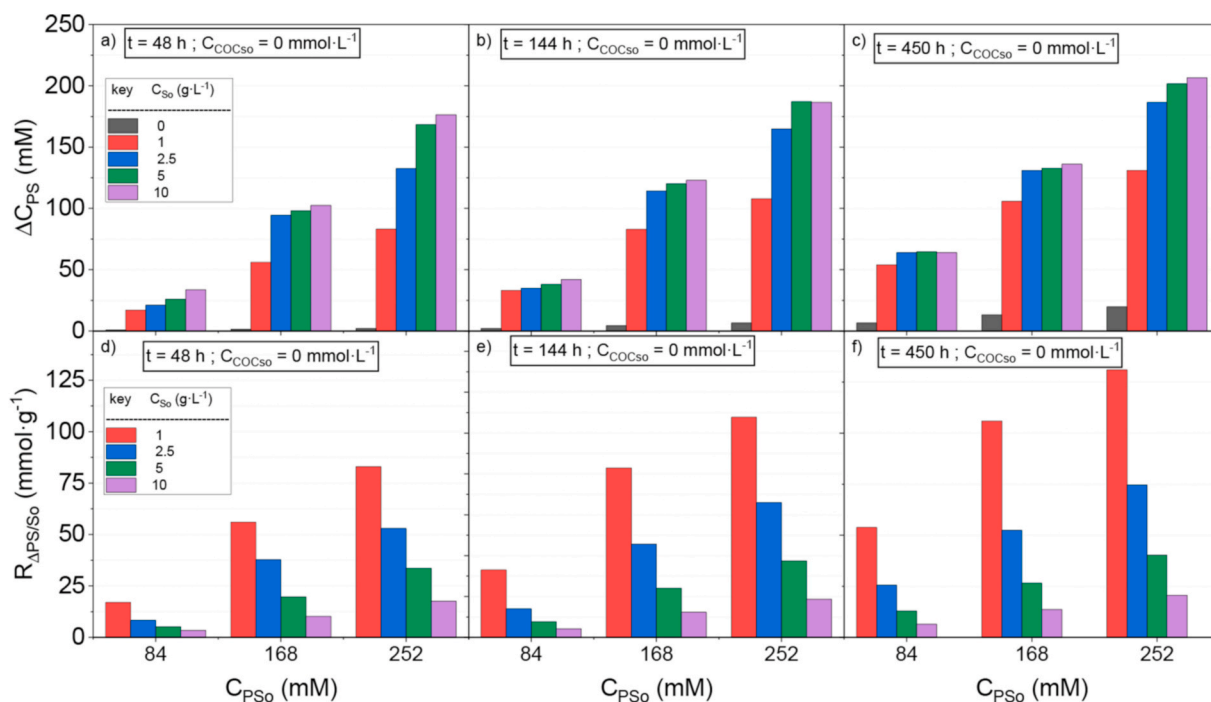 250
200
150
100
50
0
ΔC_PS (mM)
a) t = 48 h ; C_COCso = 0 mmol·L⁻¹
key C_So (g·L⁻¹)
0
1
2.5
5
10
b) t = 144 h ; C_COCso = 0 mmol·L⁻¹
c) t = 450 h ; C_COCso = 0 mmol·L⁻¹
125
100
75
50
25
0
R_ΔPS/So (mmol·g⁻¹)
d) t = 48 h ; C_COCso = 0 mmol·L⁻¹
key C_So (g·L⁻¹)
1
2.5
5
10
e) t = 144 h ; C_COCso = 0 mmol·L⁻¹
f) t = 450 h ; C_COCso = 0 mmol·L⁻¹
84 168 252 84 168 252 84 168 252
C_PSo (mM) C_PSo (mM) C_PSo (mM)